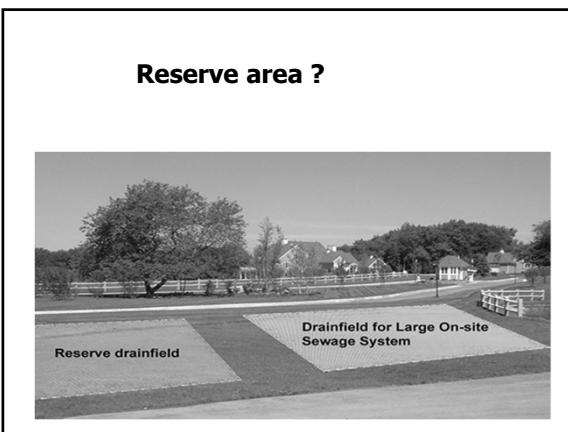 Reserve area ?
Reserve drainfield
Drainfield for Large On-site
Sewage System